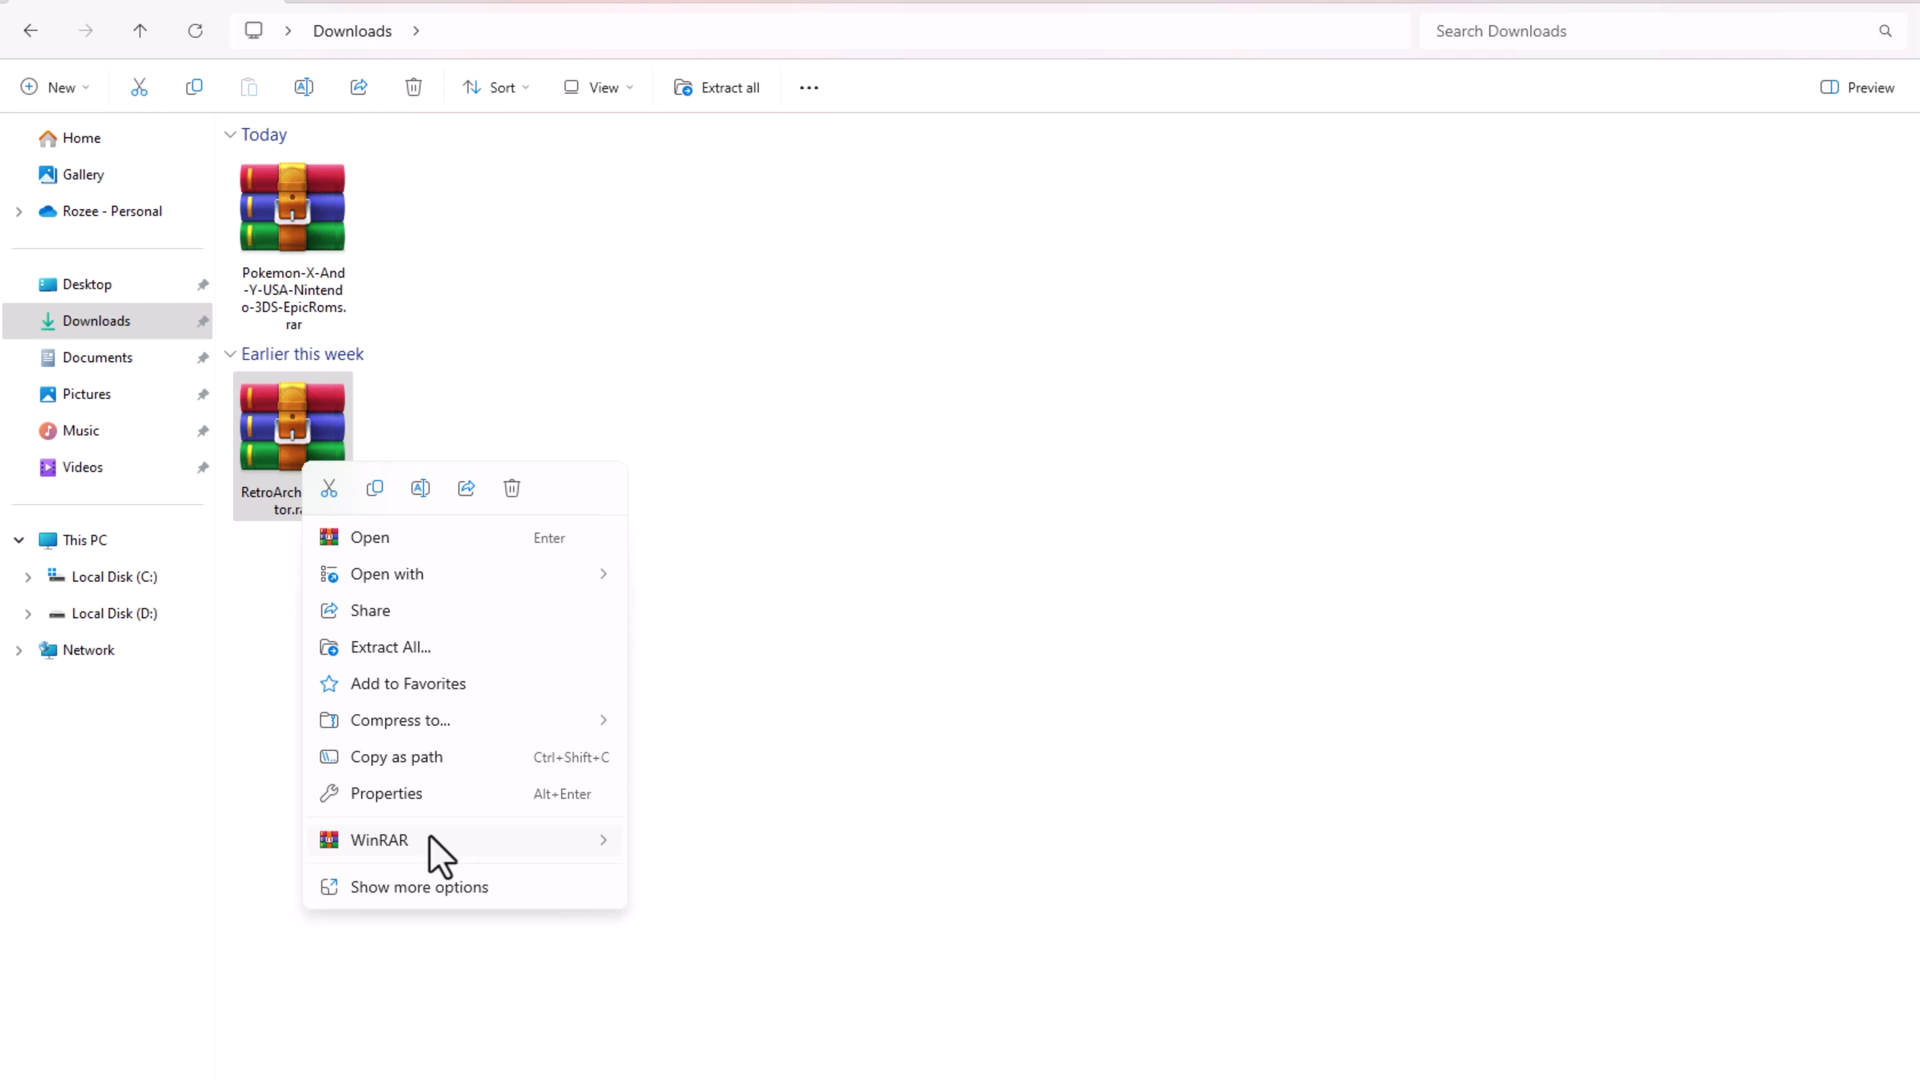 Downloads
Search Downloads
New
Sort
View
Extract all
Preview
Home
Gallery
Rozee - Personal
Desktop
Downloads
Documents
Pictures
Music
Videos
This PC
Local Disk (C:)
Local Disk (D:)
Network
Today
Pokemon-X-And
-Y-USA-Nintend
o-3DS-EpicRoms.
rar
Earlier this week
RetroArch
Open Enter
Open with
Share
Extract All...
Add to Favorites
Compress to...
Copy as path Ctrl+Shift+C
Properties Alt+Enter
WinRAR
Show more options